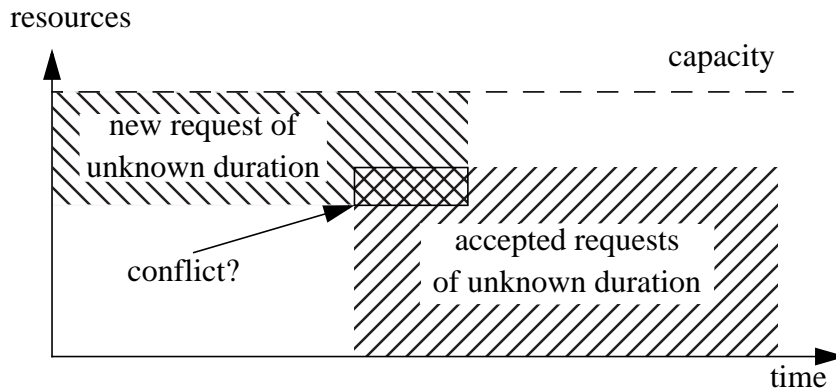 resources
capacity
new request of
unknown duration
accepted requests
of unknown duration
conflict?
time